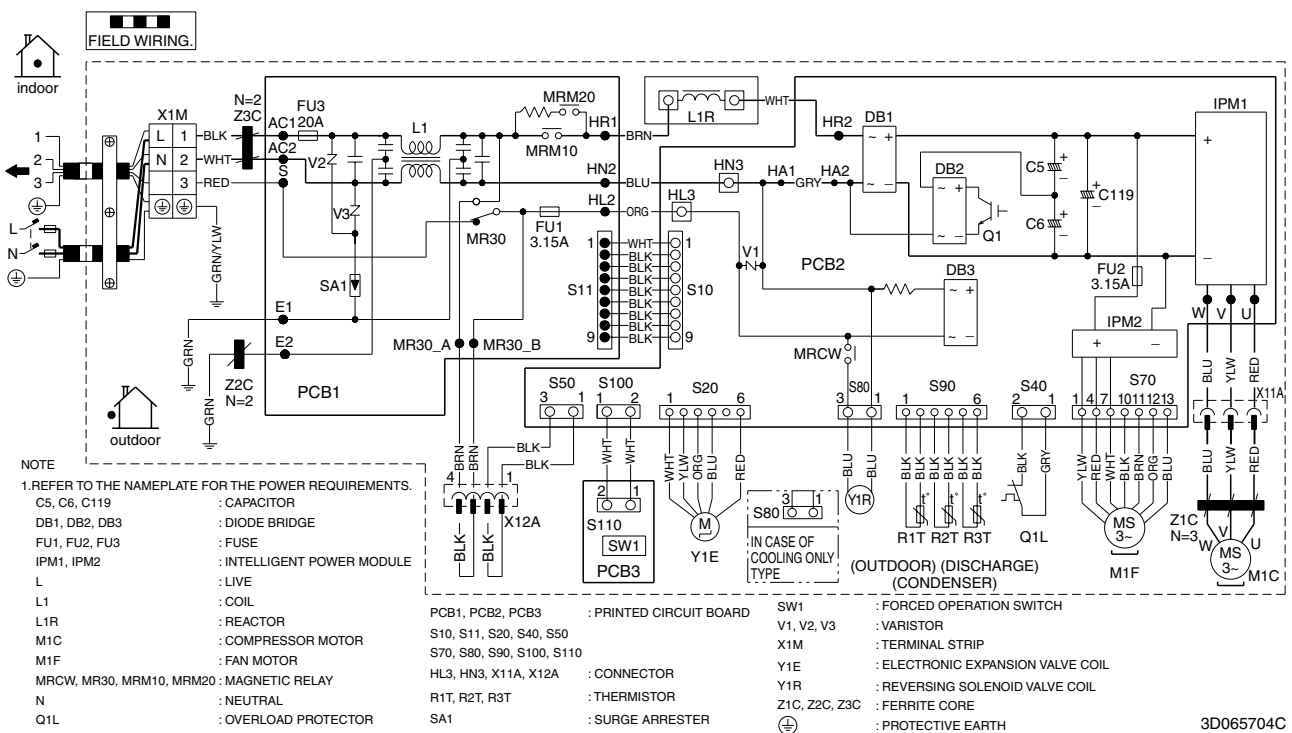 FIELD WIRING.
indoor
X1M
N=2
Z3C
FU3
20A
AC1
AC2
S
L1
MRM20
MRM10
HR1
BRN
L1R
WHT
HR2
DB1
IPM1
1
2
3
L 1 BLK
N 2 WHT
3 RED
V2
V3
HN2
BLU
HN3
HA1
GRY
HA2
DB2
C5
C6
C119
Q1
L
N
GRN/YLW
MR30
FU1
3.15A
HL2
ORG
HL3
V1
PCB2
FU2
3.15A
DB3
SA1
1 WHT 1
BLK
BLK
BLK
S11 BLK S10
BLK
BLK
BLK
9 BLK 9
W V U
IPM2
+ −
E1
E2
GRN
GRN
MR30_A
MR30_B
MRCW
Z2C
N=2
PCB1
outdoor
S50
3 1
S100
1 2
S20
1 6
S80
3 1
S90
1 6
S40
2 1
S70
1 4 7 10 11 12 13
BLU YLW RED
X11A
BLK
BLK
BRN
BRN
4 1
X12A
BLK
BLK
WHT
WHT
2 1
S110
SW1
PCB3
WHT
YLW
ORG
BLU
RED
M
Y1E
S80 3 1
IN CASE OF
COOLING ONLY
TYPE
BLU
BLU
Y1R
BLK
BLK
BLK
BLK
BLK
BLK
t°
t°
t°
R1T R2T R3T
(OUTDOOR) (DISCHARGE)
(CONDENSER)
BLK
GRY
Q1L
YLW
RED
WHT
BLK
BRN
ORG
BLU
MS
3~
M1F
BLU YLW RED
Z1C
N=3
W V U
MS
3~
M1C
NOTE
1.REFER TO THE NAMEPLATE FOR THE POWER REQUIREMENTS.
C5, C6, C119 : CAPACITOR
DB1, DB2, DB3 : DIODE BRIDGE
FU1, FU2, FU3 : FUSE
IPM1, IPM2 : INTELLIGENT POWER MODULE
L : LIVE
L1 : COIL
L1R : REACTOR
M1C : COMPRESSOR MOTOR
M1F : FAN MOTOR
MRCW, MR30, MRM10, MRM20 : MAGNETIC RELAY
N : NEUTRAL
Q1L : OVERLOAD PROTECTOR
PCB1, PCB2, PCB3 : PRINTED CIRCUIT BOARD
S10, S11, S20, S40, S50
S70, S80, S90, S100, S110
HL3, HN3, X11A, X12A : CONNECTOR
R1T, R2T, R3T : THERMISTOR
SA1 : SURGE ARRESTER
SW1 : FORCED OPERATION SWITCH
V1, V2, V3 : VARISTOR
X1M : TERMINAL STRIP
Y1E : ELECTRONIC EXPANSION VALVE COIL
Y1R : REVERSING SOLENOID VALVE COIL
Z1C, Z2C, Z3C : FERRITE CORE
: PROTECTIVE EARTH
3D065704C